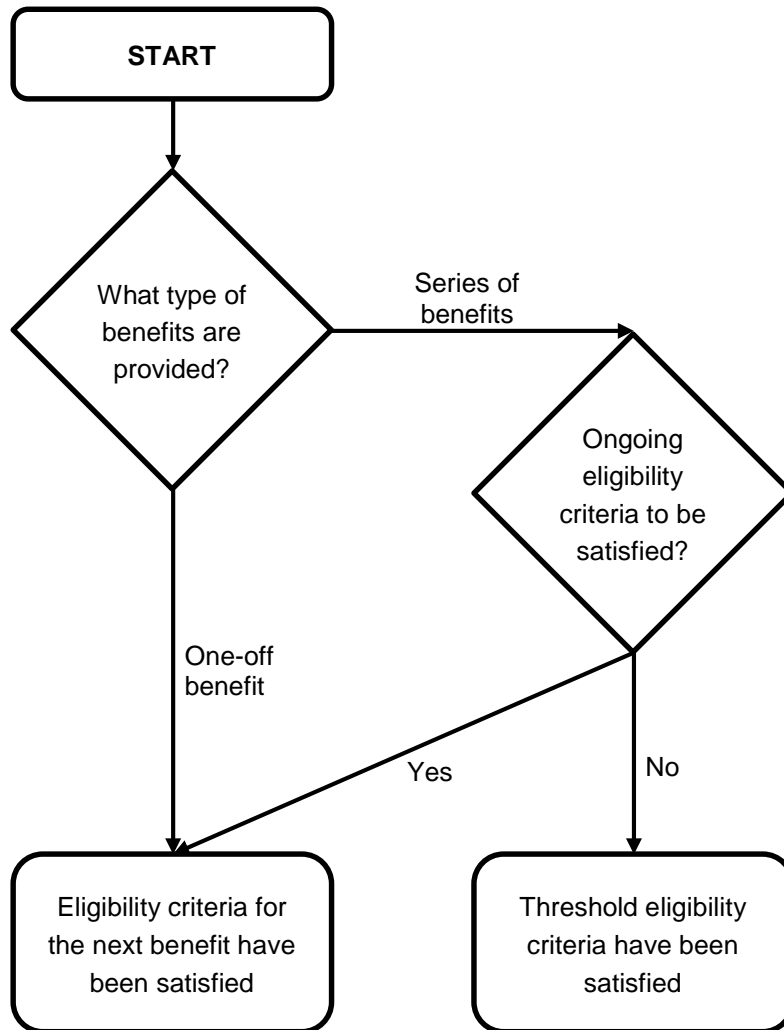 START
What type of
benefits are
provided?
Series of
benefits
Ongoing
eligibility
criteria to be
satisfied?
One-off
benefit
Yes
No
Eligibility criteria for
the next benefit have
been satisfied
Threshold eligibility
criteria have been
satisfied